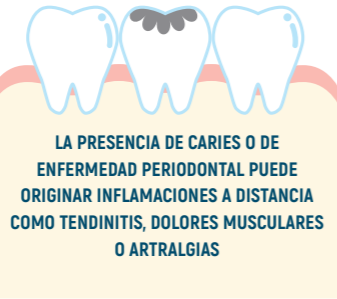 LA PRESENCIA DE CARIES O DE
ENFERMEDAD PERIODONTAL PUEDE
ORIGINAR INFLAMACIONES A DISTANCIA
COMO TENDINITIS, DOLORES MUSCULARES
O ARTRALGIAS